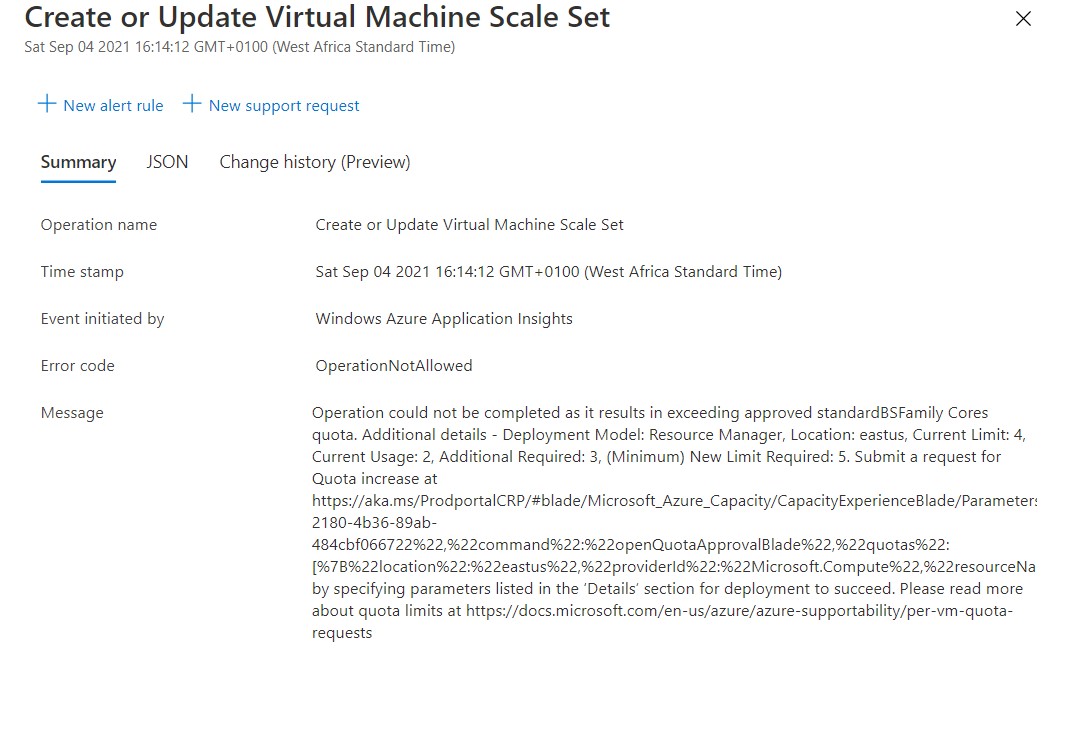 Create or Update Virtual Machine Scale Set
Sat Sep 04 2021 16:14:12 GMT+0100 (West Africa Standard Time)
New alert rule New support request
Summary JSON Change history (Preview)
Operation name Create or Update Virtual Machine Scale Set
Time stamp Sat Sep 04 2021 16:14:12 GMT+0100 (West Africa Standard Time)
Event initiated by Windows Azure Application Insights
Error code OperationNotAllowed
Message Operation could not be completed as it results in exceeding approved standardBSFamily Cores
quota. Additional details - Deployment Model: Resource Manager, Location: eastus, Current Limit: 4,
Current Usage: 2, Additional Required: 3, (Minimum) New Limit Required: 5. Submit a request for
Quota increase at
https://aka.ms/ProdportalCRP/#blade/Microsoft_Azure_Capacity/CapacityExperienceBlade/Parameters
2180-4b36-89ab-
484cbf066722%22,%22command%22:%22openQuotaApprovalBlade%22,%22quotas%22:
[%7B%22location%22:%22eastus%22,%22providerId%22:%22Microsoft.Compute%22,%22resourceNa
by specifying parameters listed in the ‘Details’ section for deployment to succeed. Please read more
about quota limits at https://docs.microsoft.com/en-us/azure/azure-supportability/per-vm-quota-
requests